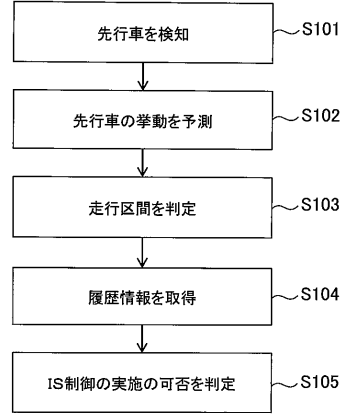 先行車を検知
S101
先行車の挙動を予測
S102
走行区間を判定
S103
履歴情報を取得
S104
IS制御の実施の可否を判定
S105